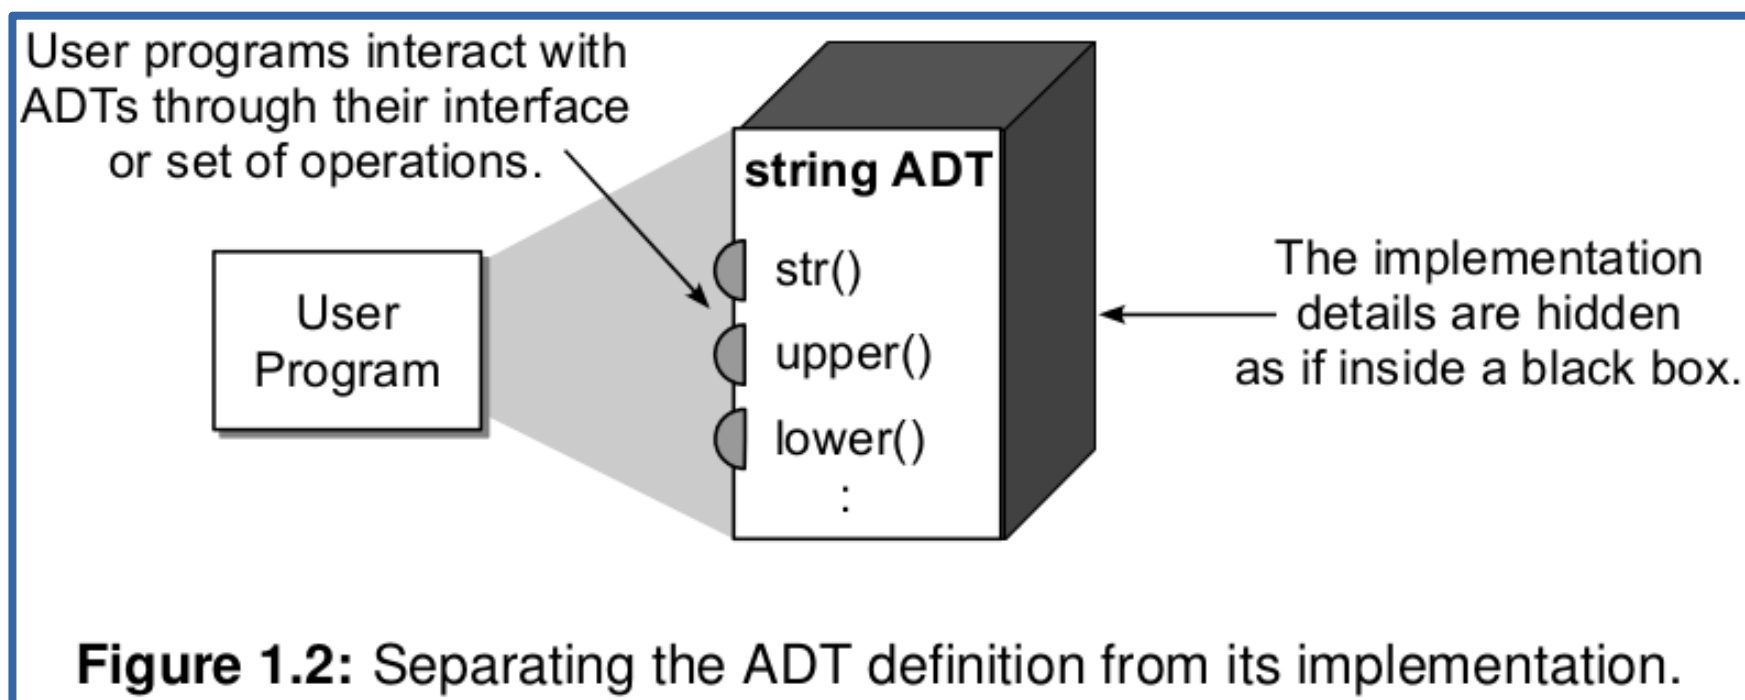 User programs interact with
ADTs through their interface
or set of operations.
string ADT
str()
upper()
lower()
:
User
Program
The implementation
details are hidden
as if inside a black box.
Figure 1.2: Separating the ADT definition from its implementation.